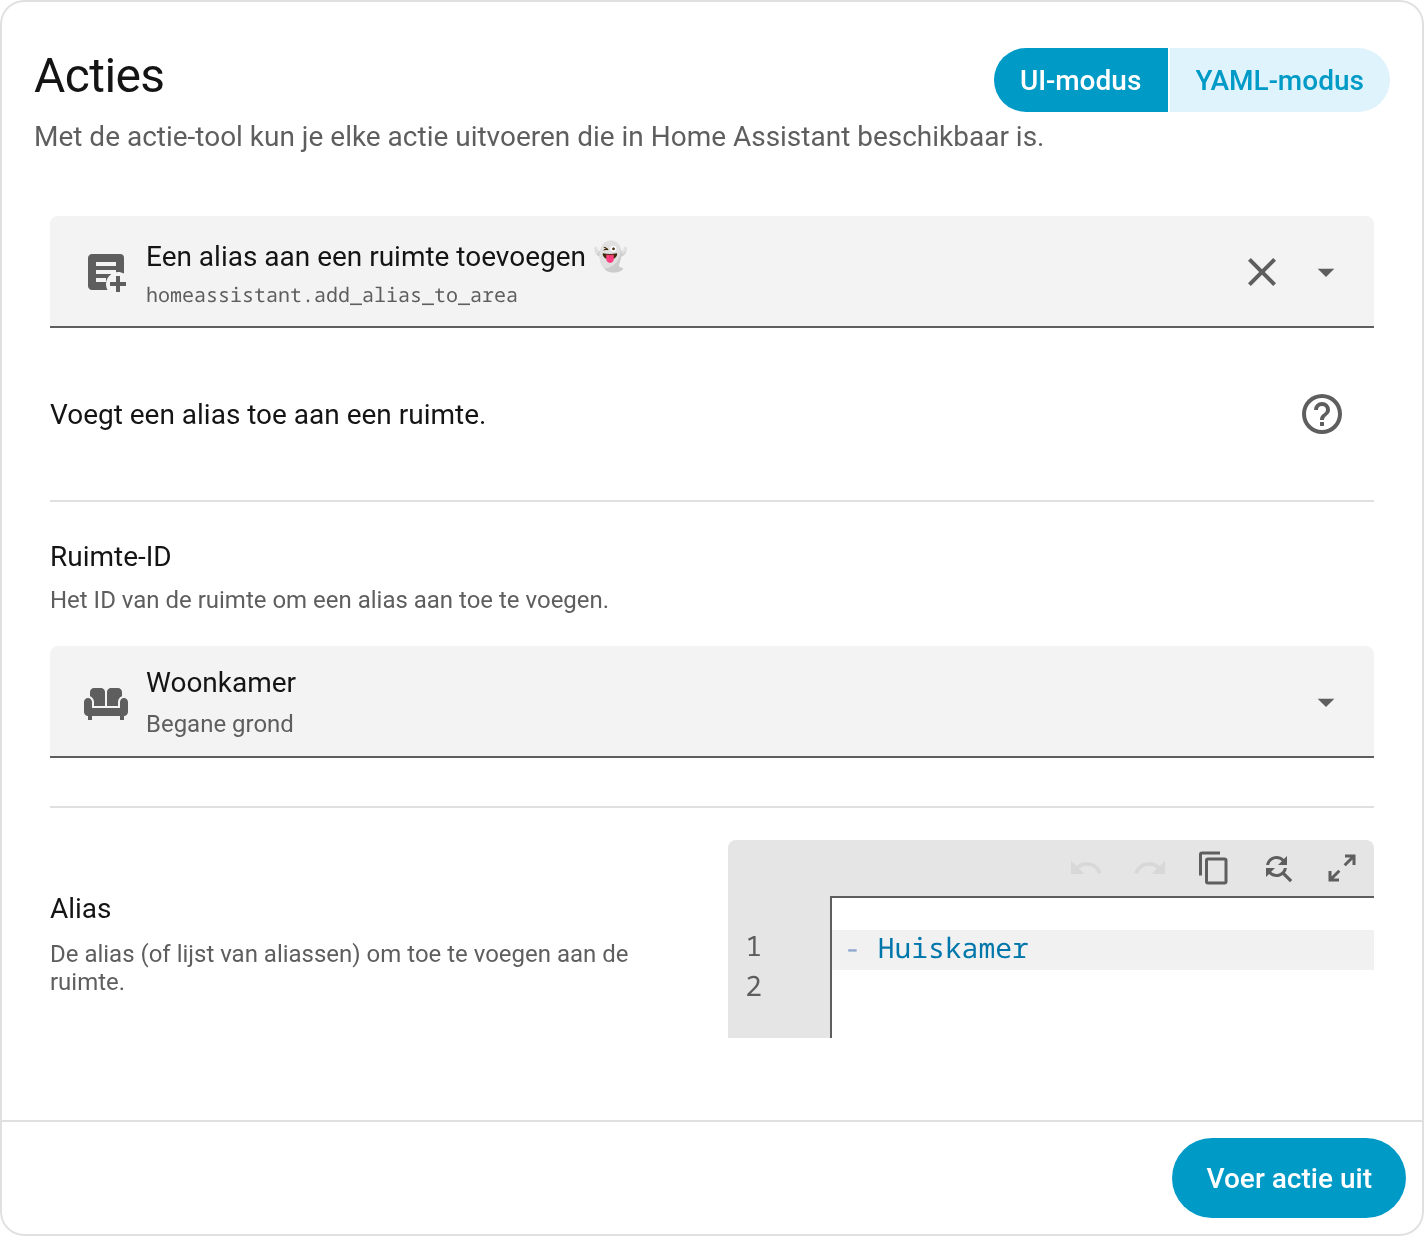 Acties
UI-modus
YAML-modus
Met de actie-tool kun je elke actie uitvoeren die in Home Assistant beschikbaar is.
Een alias aan een ruimte toevoegen 👻
homeassistant.add_alias_to_area
Voegt een alias toe aan een ruimte.
Ruimte-ID
Het ID van de ruimte om een alias aan toe te voegen.
Woonkamer
Begane grond
Alias
De alias (of lijst van aliassen) om toe te voegen aan de
ruimte.
1 - Huiskamer
2
Voer actie uit